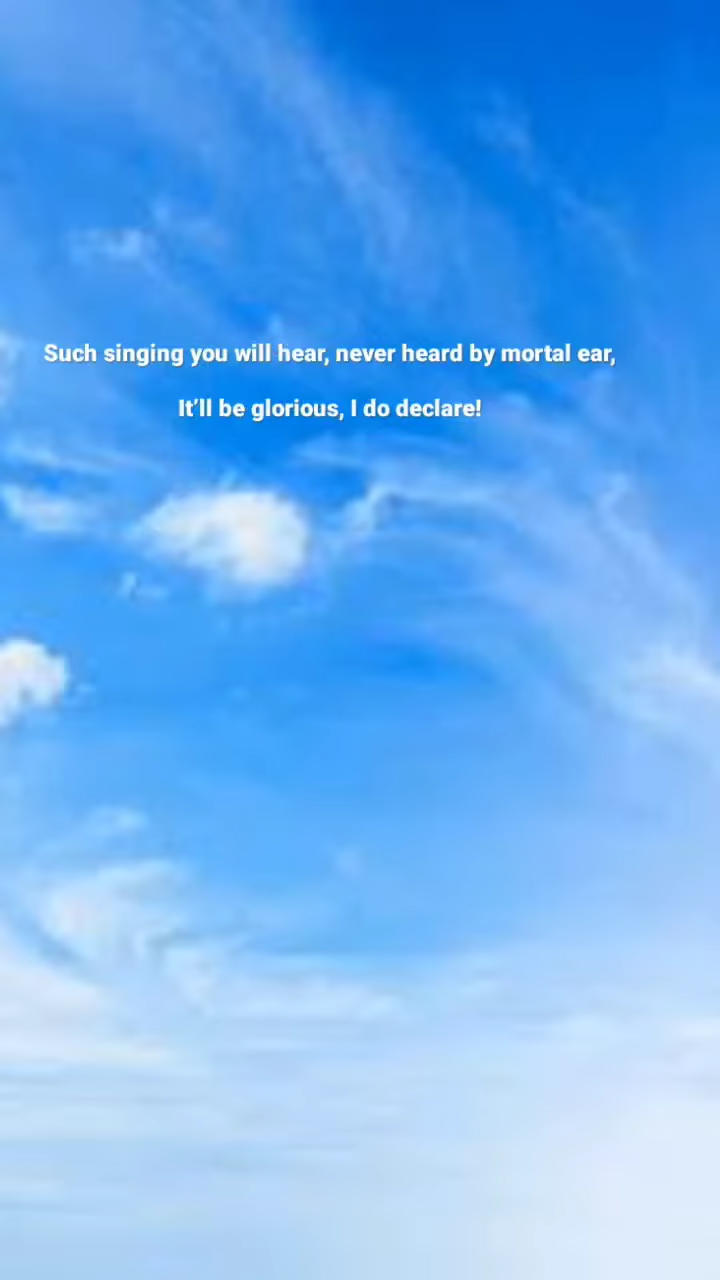 Such singing you will hear, never heard by mortal ear,
It’ll be glorious, I do declare!